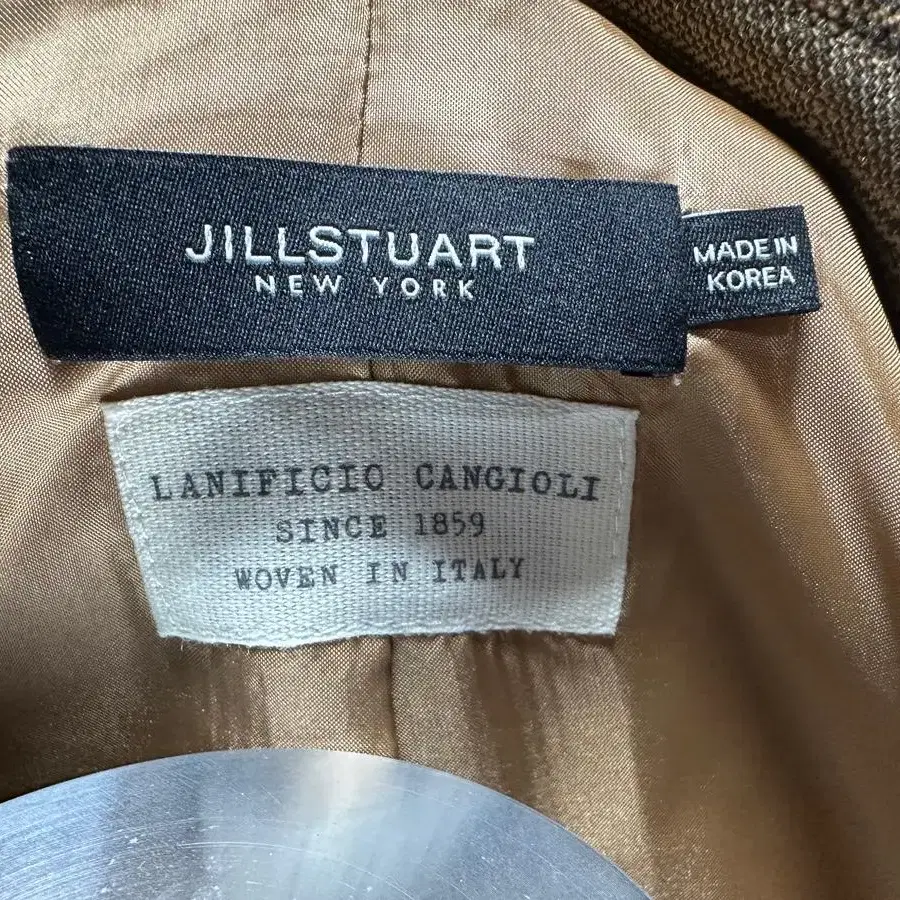 JILLSTUART
NEW YORK
MADE IN
KOREA
LANIFICIO CANGIOLI
SINCE 1859
WOVEN IN ITALY